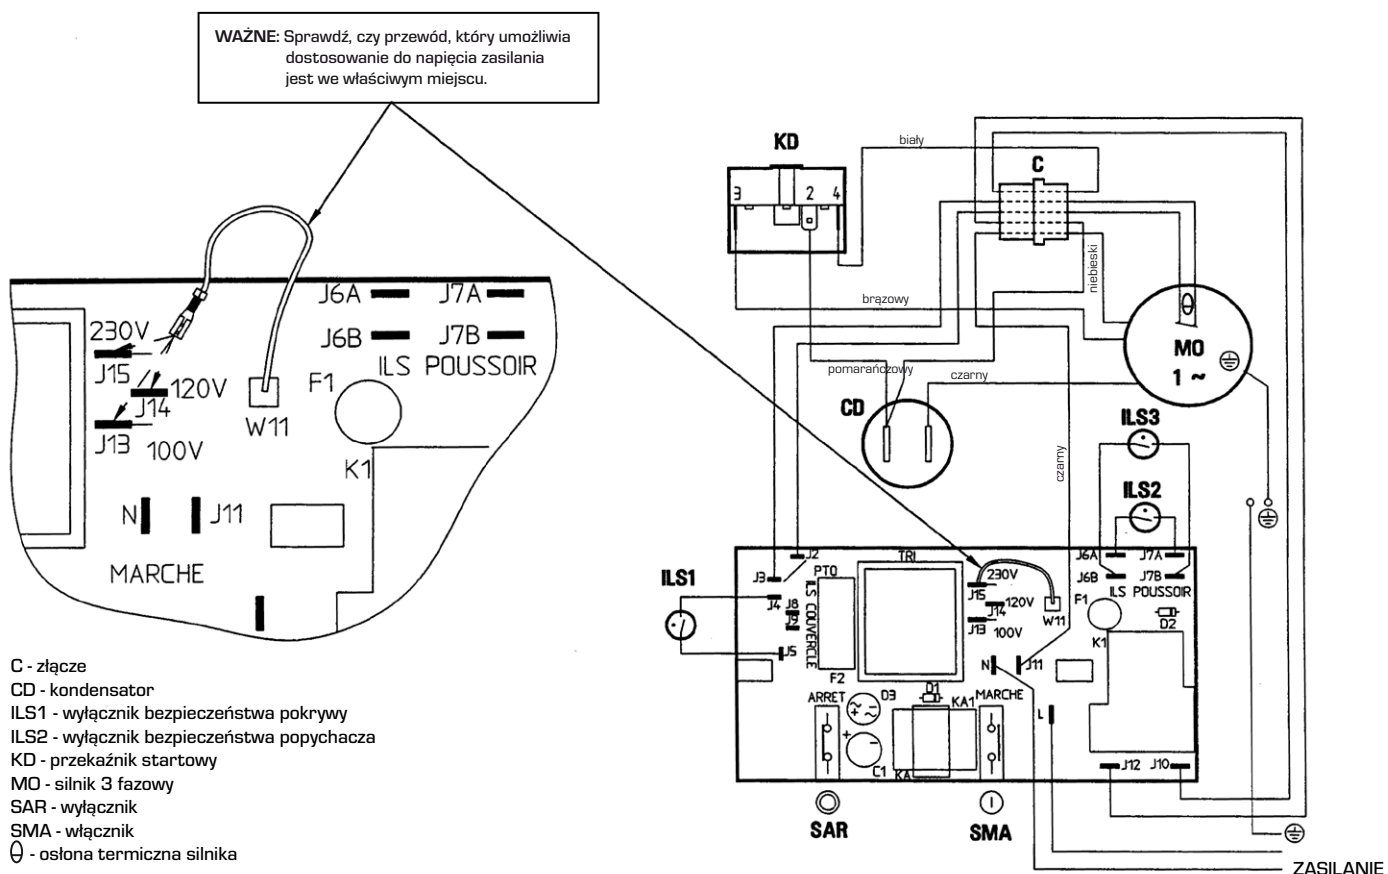 WAŻNE: Sprawdź, czy przewód, który umożliwia
dostosowanie do napięcia zasilania
jest we właściwym miejscu.
230V
J15
120V
J14
J13
100V
W11
J6A
J7A
J6B
J7B
ILS POUSSOIR
F1
K1
N
J11
MARCHE
C - złącze
CD - kondensator
ILS1 - wyłącznik bezpieczeństwa pokrywy
ILS2 - wyłącznik bezpieczeństwa popychacza
KD - przekaźnik startowy
MO - silnik 3 fazowy
SAR - wyłącznik
SMA - włącznik
- osłona termiczna silnika
KD
3
2
4
biały
C
niebieski
brązowy
MO
1 ~
pomarańczowy
czarny
CD
czarny
ILS3
ILS2
ILS1
J2
J3
J4
J8
J9
J5
PTO
ILS COUVERCLE
F2
TRI
230V
J15
120V
J14
J13
100V
W11
J6A
J7A
J6B
J7B
ILS POUSSOIR
F1
D2
K1
N
J11
ARRET
D3
D1
KA1
MARCHE
L
+
-
C1
KA
J12
J10
SAR
SMA
ZASILANIE